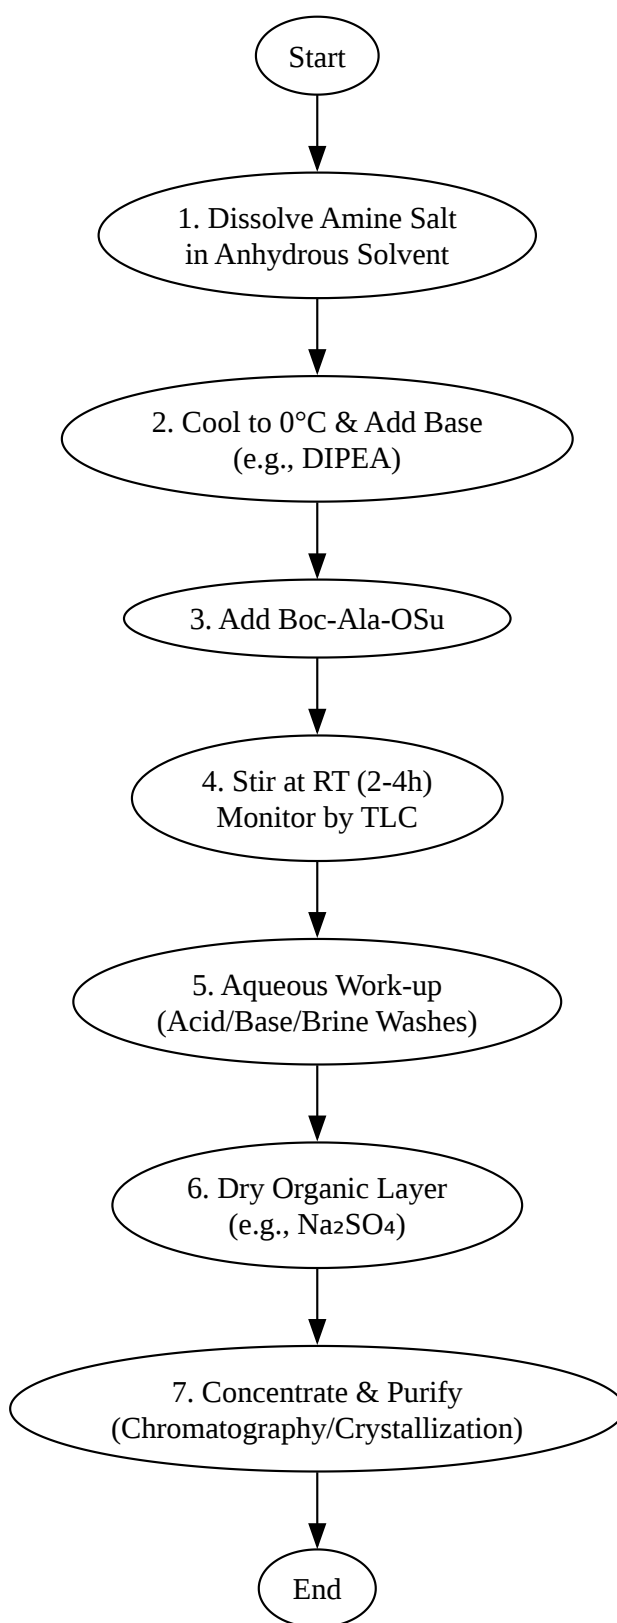 Start
1. Dissolve Amine Salt
in Anhydrous Solvent
2. Cool to 0°C & Add Base
(e.g., DIPEA)
3. Add Boc-Ala-OSu
4. Stir at RT (2-4h)
Monitor by TLC
5. Aqueous Work-up
(Acid/Base/Brine Washes)
6. Dry Organic Layer
(e.g., Na₂SO₄)
7. Concentrate & Purify
(Chromatography/Crystallization)
End